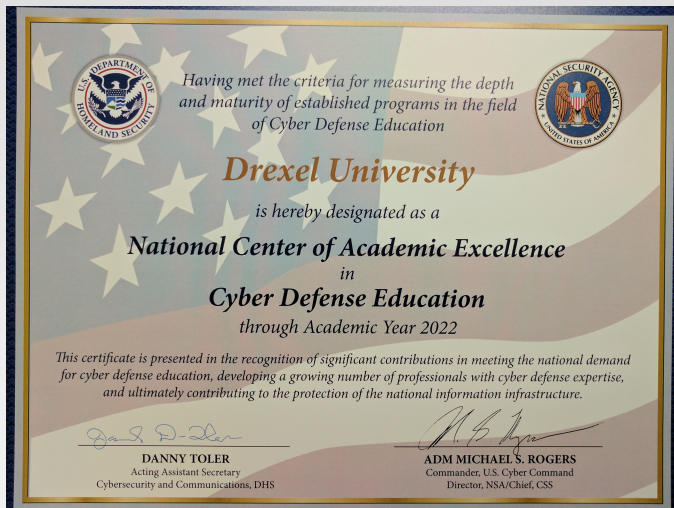 U.S. DEPARTMENT OF
HOMELAND SECURITY
NATIONAL SECURITY AGENCY
UNITED STATES OF AMERICA
Having met the criteria for measuring the depth
and maturity of established programs in the field
of Cyber Defense Education
Drexel University
is hereby designated as a
National Center of Academic Excellence
in
Cyber Defense Education
through Academic Year 2022
This certificate is presented in the recognition of significant contributions in meeting the national demand
for cyber defense education, developing a growing number of professionals with cyber defense expertise,
and ultimately contributing to the protection of the national information infrastructure.
DANNY TOLER
Acting Assistant Secretary
Cybersecurity and Communications, DHS
ADM MICHAEL S. ROGERS
Commander, U.S. Cyber Command
Director, NSA/Chief, CSS